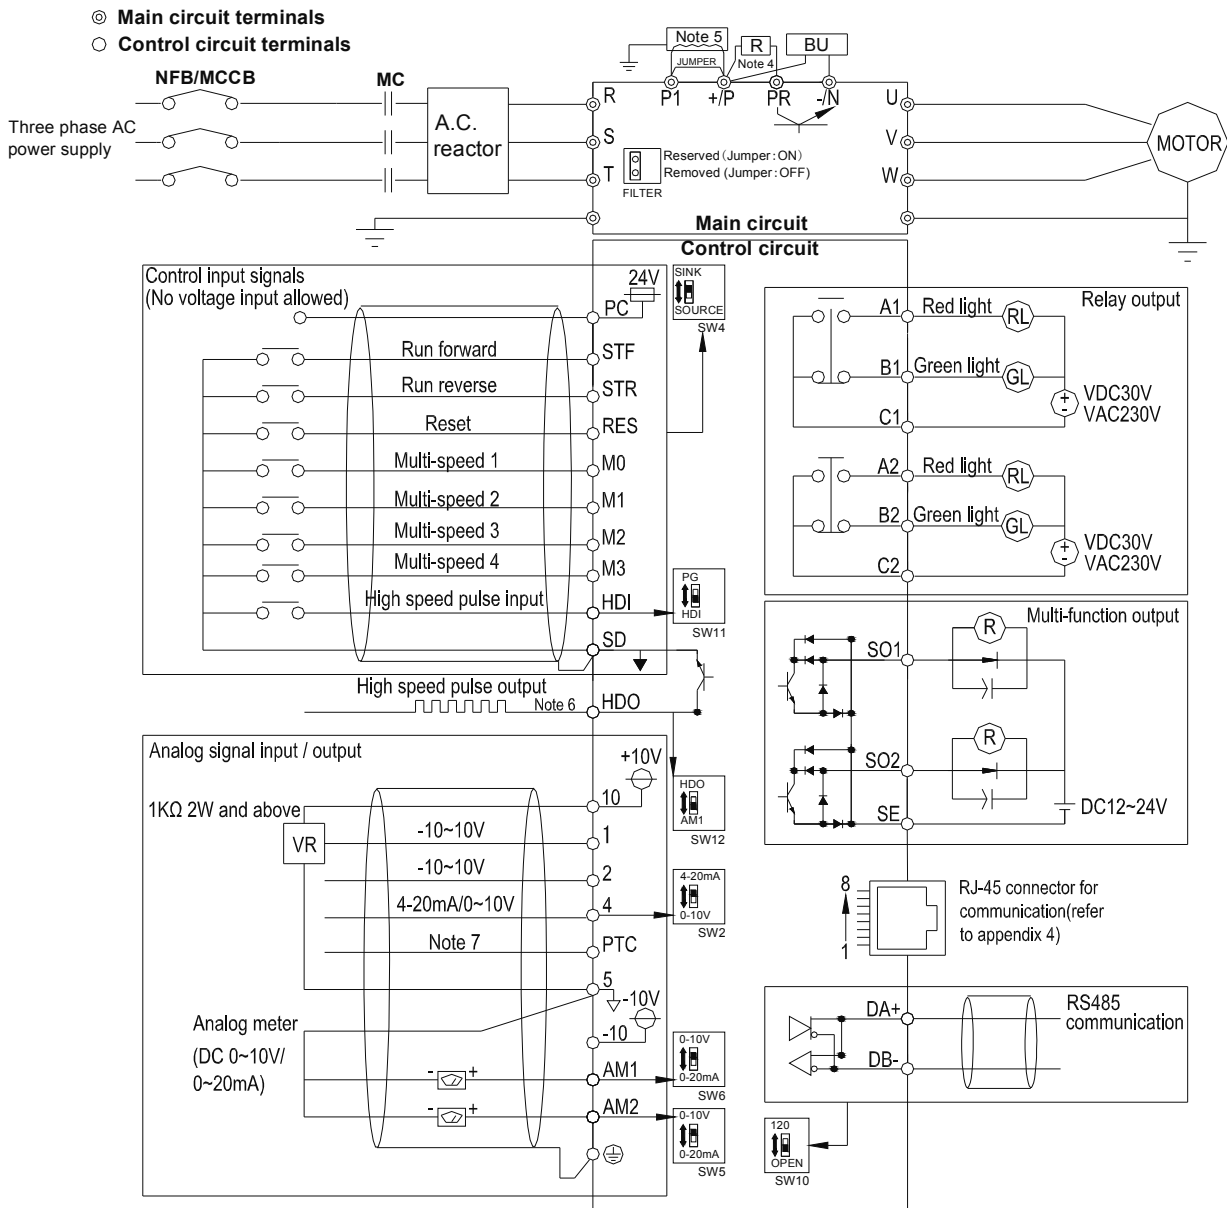 Main circuit terminals
Control circuit terminals
NFB/MCCB
MC
Three phase AC
power supply
A.C.
reactor
Note 5
JUMPER
R
Note 4
BU
P1
+/P
PR
-/N
R
S
T
FILTER
Reserved (Jumper:ON)
Removed (Jumper:OFF)
U
V
W
MOTOR
Main circuit
Control circuit
Control input signals
(No voltage input allowed)
24V
PC
SINK
SOURCE
SW4
Run forward
STF
Run reverse
STR
Reset
RES
Multi-speed 1
M0
Multi-speed 2
M1
Multi-speed 3
M2
Multi-speed 4
M3
High speed pulse input
HDI
PG
HDI
SW11
SD
High speed pulse output
Note 6
HDO
Analog signal input / output
+10V
1KΩ 2W and above
10
HDO
AM1
SW12
VR
-10~10V
1
-10~10V
2
4-20mA/0~10V
4
4-20mA
0-10V
SW2
Note 7
PTC
5
-10V
-10
Analog meter
(DC 0~10V/
0~20mA)
- +
AM1
0-10V
0-20mA
SW6
- +
AM2
0-10V
0-20mA
SW5
Relay output
A1
Red light
RL
B1
Green light
GL
+
-
VDC30V
VAC230V
C1
A2
Red light
RL
B2
Green light
GL
+
-
VDC30V
VAC230V
C2
Multi-function output
R
SO1
R
SO2
SE
DC12~24V
8
1
RJ-45 connector for
communication(refer
to appendix 4)
RS485
communication
DA+
DB-
120
OPEN
SW10